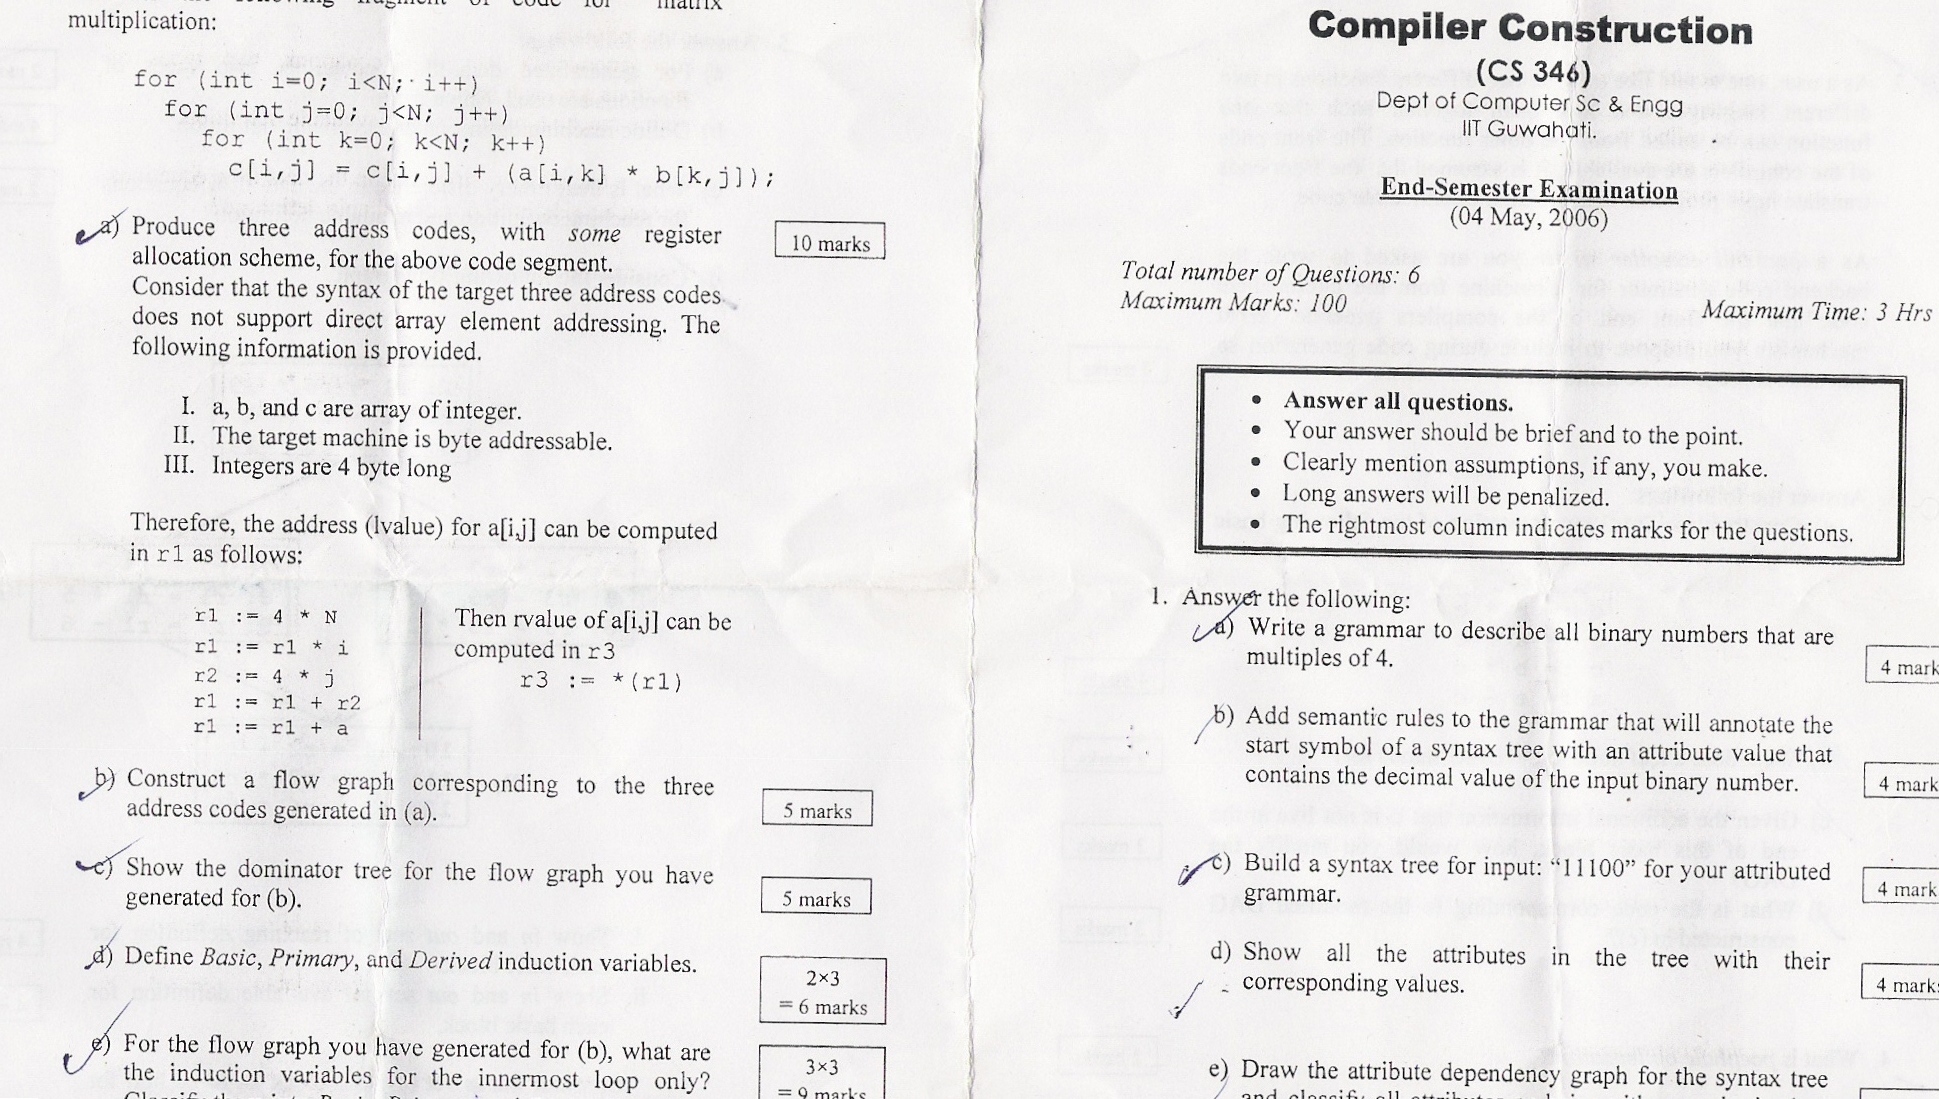 multiplication:
for (int i=0; i<N; i++)
for (int j=0; j<N; j++)
for (int k=0; k<N; k++)
c[i,j] = c[i,j] + (a[i,k] * b[k,j]);
a) Produce three address codes, with some register
allocation scheme, for the above code segment.
Consider that the syntax of the target three address codes
does not support direct array element addressing. The
following information is provided.
10 marks
I. a, b, and c are array of integer.
II. The target machine is byte addressable.
III. Integers are 4 byte long
Therefore, the address (lvalue) for a[i,j] can be computed
in r1 as follows:
r1 := 4 * N
r1 := r1 * i
r2 := 4 * j
r1 := r1 + r2
r1 := r1 + a
Then rvalue of a[i,j] can be
computed in r3
r3 := *(r1)
b) Construct a flow graph corresponding to the three
address codes generated in (a).
5 marks
c) Show the dominator tree for the flow graph you have
generated for (b).
5 marks
d) Define Basic, Primary, and Derived induction variables.
2×3
= 6 marks
e) For the flow graph you have generated for (b), what are
the induction variables for the innermost loop only?
3×3
= 9 marks
Compiler Construction
(CS 346)
Dept of Computer Sc & Engg
IIT Guwahati.
End-Semester Examination
(04 May, 2006)
Total number of Questions: 6
Maximum Marks: 100
Maximum Time: 3 Hrs
• Answer all questions.
• Your answer should be brief and to the point.
• Clearly mention assumptions, if any, you make.
• Long answers will be penalized.
• The rightmost column indicates marks for the questions.
1. Answer the following:
a) Write a grammar to describe all binary numbers that are
multiples of 4.
4 mark
b) Add semantic rules to the grammar that will annotate the
start symbol of a syntax tree with an attribute value that
contains the decimal value of the input binary number.
4 mark
c) Build a syntax tree for input: “11100” for your attributed
grammar.
4 mark
d) Show all the attributes in the tree with their
corresponding values.
4 marks
e) Draw the attribute dependency graph for the syntax tree